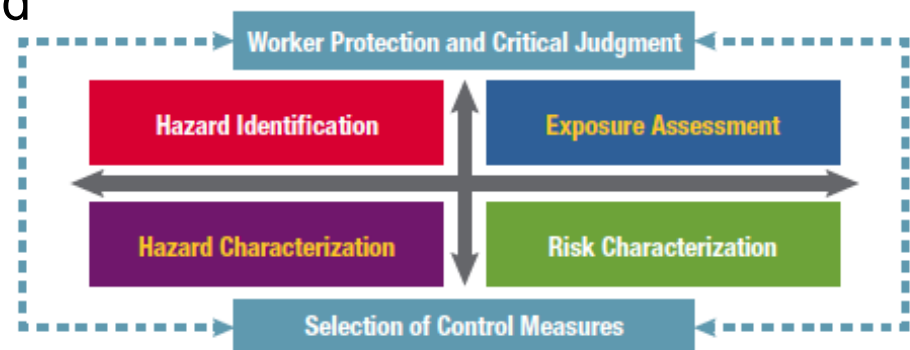 d
Worker Protection and Critical Judgment
Hazard Identification
Exposure Assessment
Hazard Characterization
Risk Characterization
Selection of Control Measures